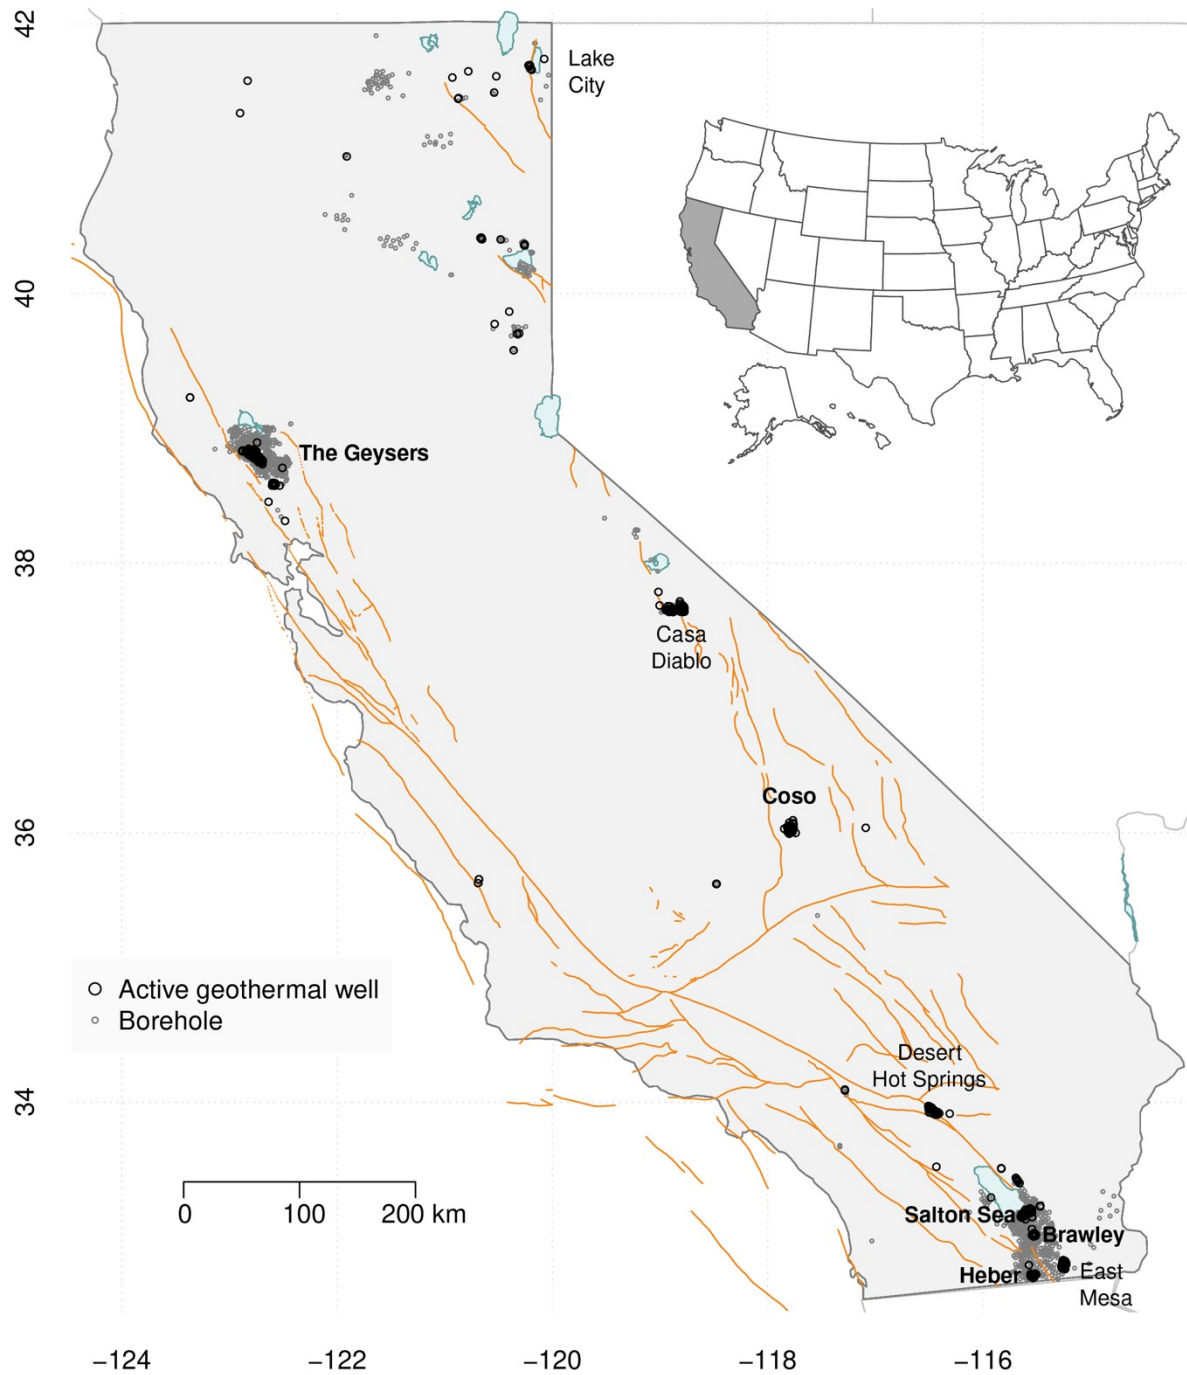 42
Lake
City
40
The Geysers
38
Casa
Diablo
Coso
36
Active geothermal well
Borehole
Desert
Hot Springs
34
0 100 200 km
Salton Sea
Brawley
Heber
East
Mesa
−124 −122 −120 −118 −116